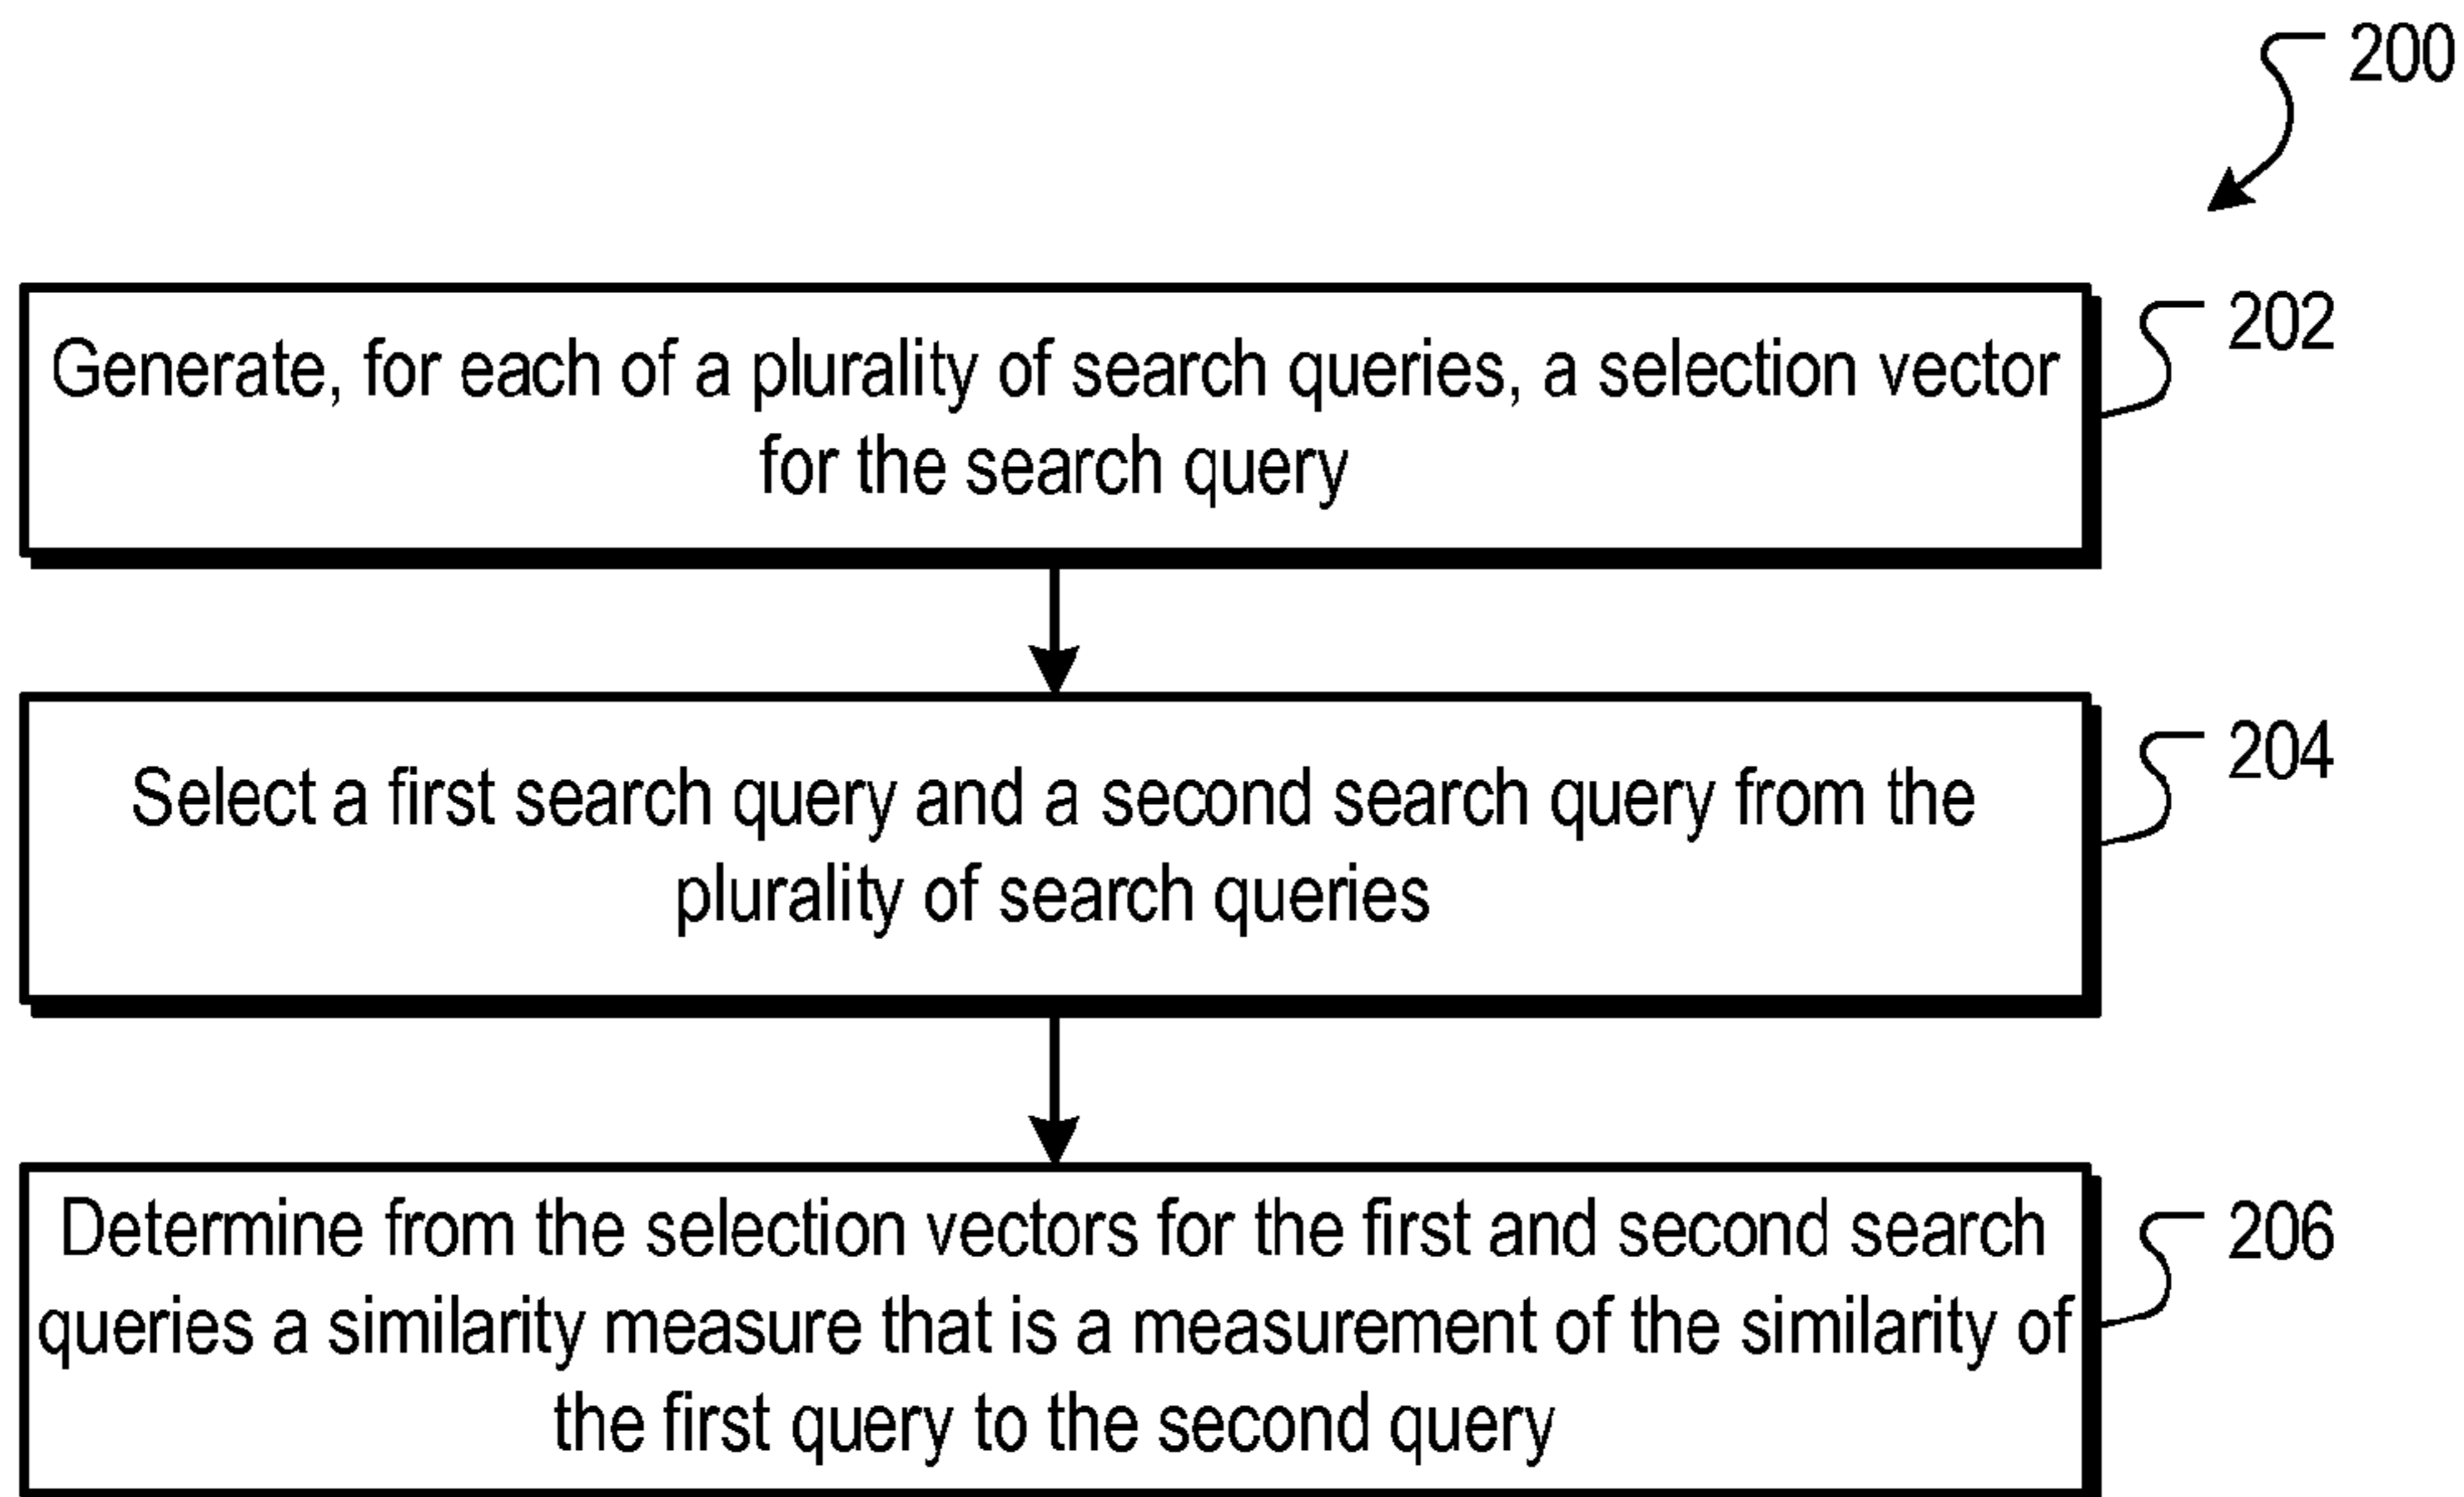 200
Generate, for each of a plurality of search queries, a selection vector
for the search query
202
Select a first search query and a second search query from the
plurality of search queries
204
Determine from the selection vectors for the first and second search
queries a similarity measure that is a measurement of the similarity of
the first query to the second query
206